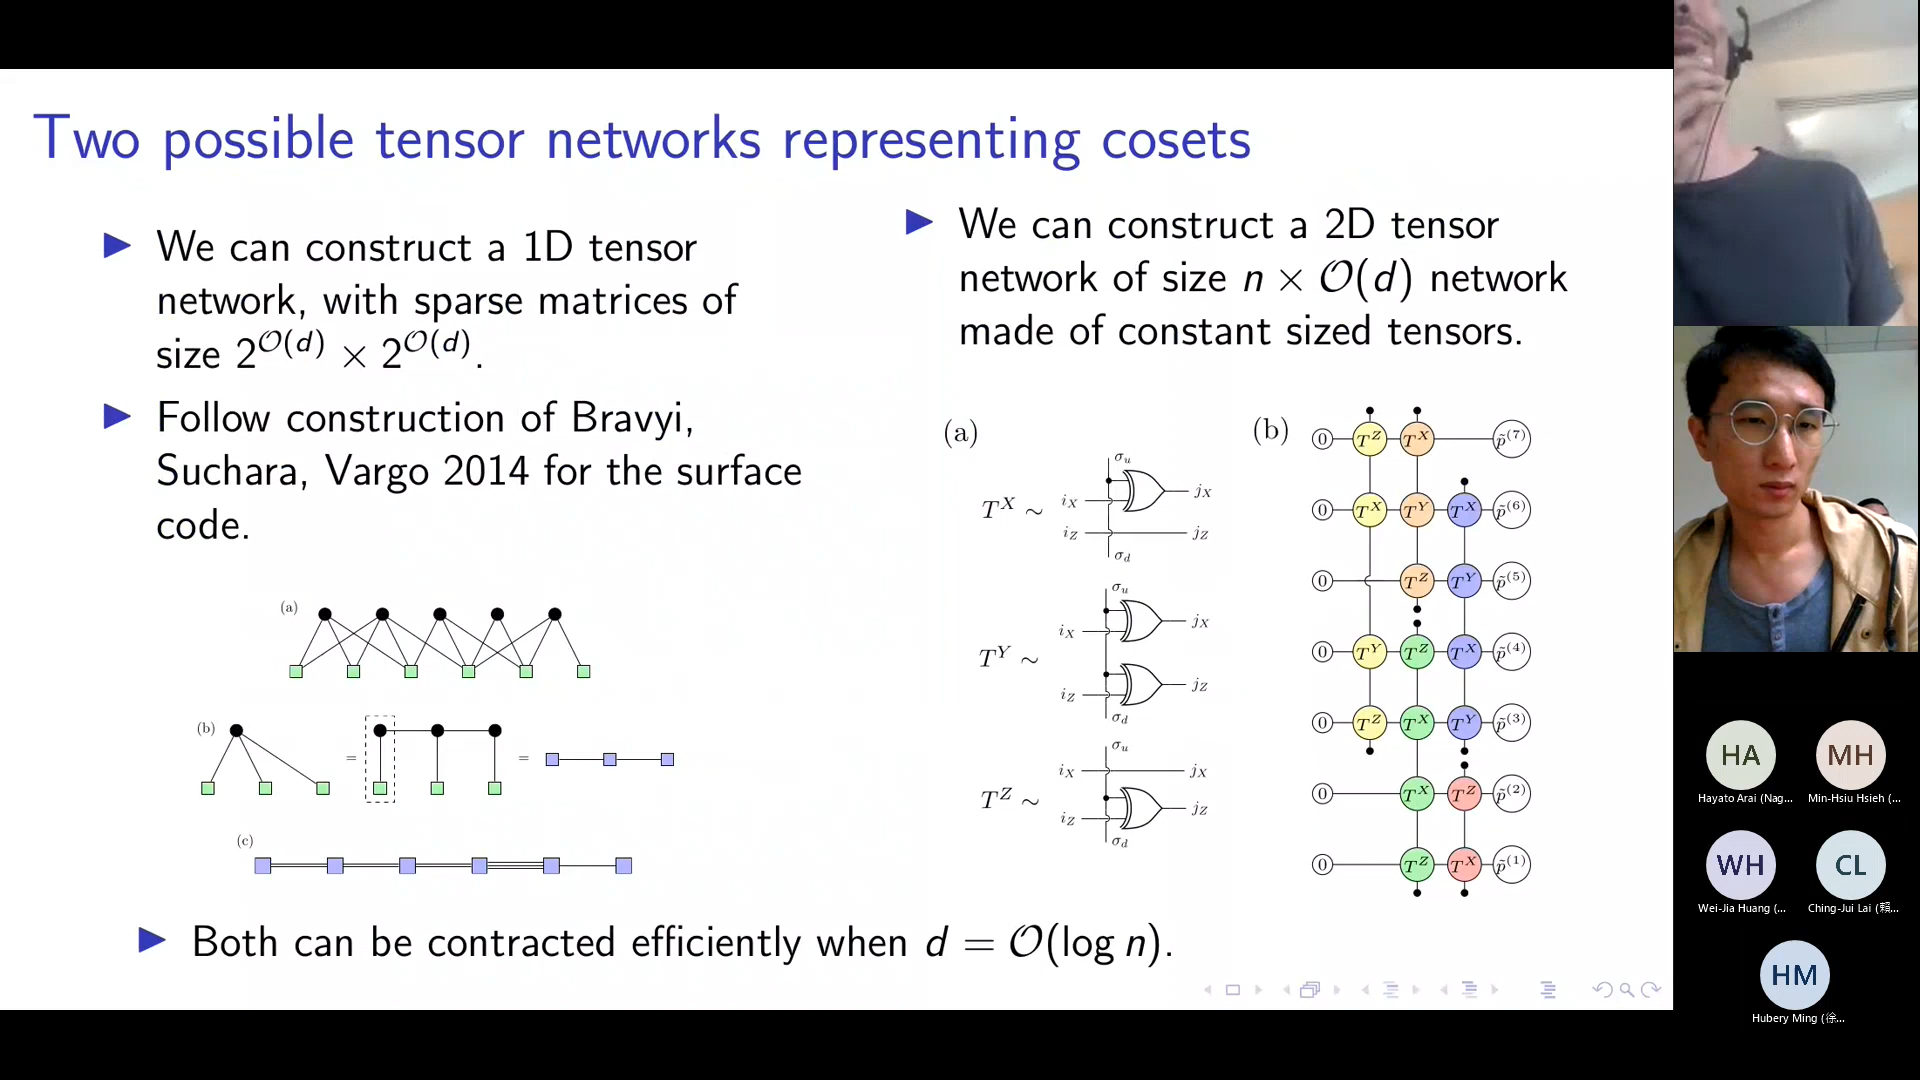 Two possible tensor networks representing cosets
▶ We can construct a 1D tensor
network, with sparse matrices of
size 2^{𝒪(d)} × 2^{𝒪(d)}.
▶ Follow construction of Bravyi,
Suchara, Vargo 2014 for the surface
code.
(a)
(b)
=
=
(c)
▶ We can construct a 2D tensor
network of size n × 𝒪(d) network
made of constant sized tensors.
(a)
σ_u
T^X ∼ i_X j_X
i_Z j_Z
σ_d
σ_u
i_X j_X
T^Y ∼
i_Z j_Z
σ_d
σ_u
i_X j_X
T^Z ∼
i_Z j_Z
σ_d
(b)
0 T^Z T^X p̃^{(7)}
0 T^X T^Y T^X p̃^{(6)}
0 T^Z T^Y p̃^{(5)}
0 T^Y T^Z T^X p̃^{(4)}
0 T^Z T^X T^Y p̃^{(3)}
0 T^X T^Z p̃^{(2)}
0 T^Z T^X p̃^{(1)}
▶ Both can be contracted efficiently when d = 𝒪(log n).
HA
Hayato Arai (Nag...
MH
Min-Hsiu Hsieh (...
WH
Wei-Jia Huang (...
CL
Ching-Jui Lai (賴...
HM
Hubery Ming (徐...